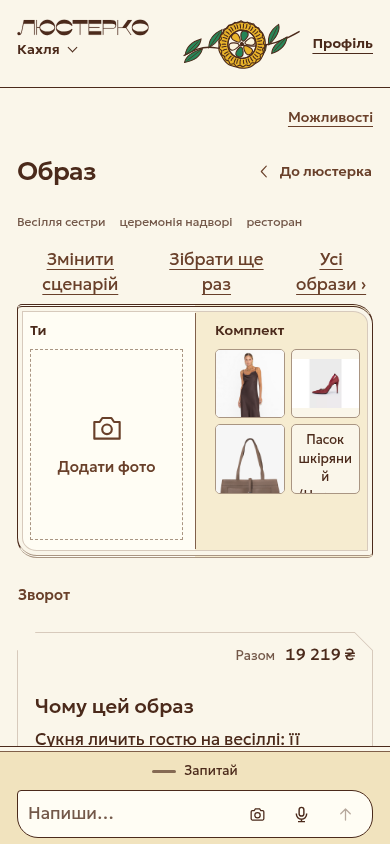 ЛЮСТЕРКО
Кахля
Профіль
Можливості
Образ
До люстерка
Весілля сестри церемонія надворі ресторан
Змінити сценарій
Зібрати ще раз
Усі образи ›
Ти
Комплект
Додати фото
Пасок
шкіряни
й
Зворот
Разом 19 219 ₴
Чому цей образ
Сукня личить гостю на весіллі: її
Запитай
Напиши...